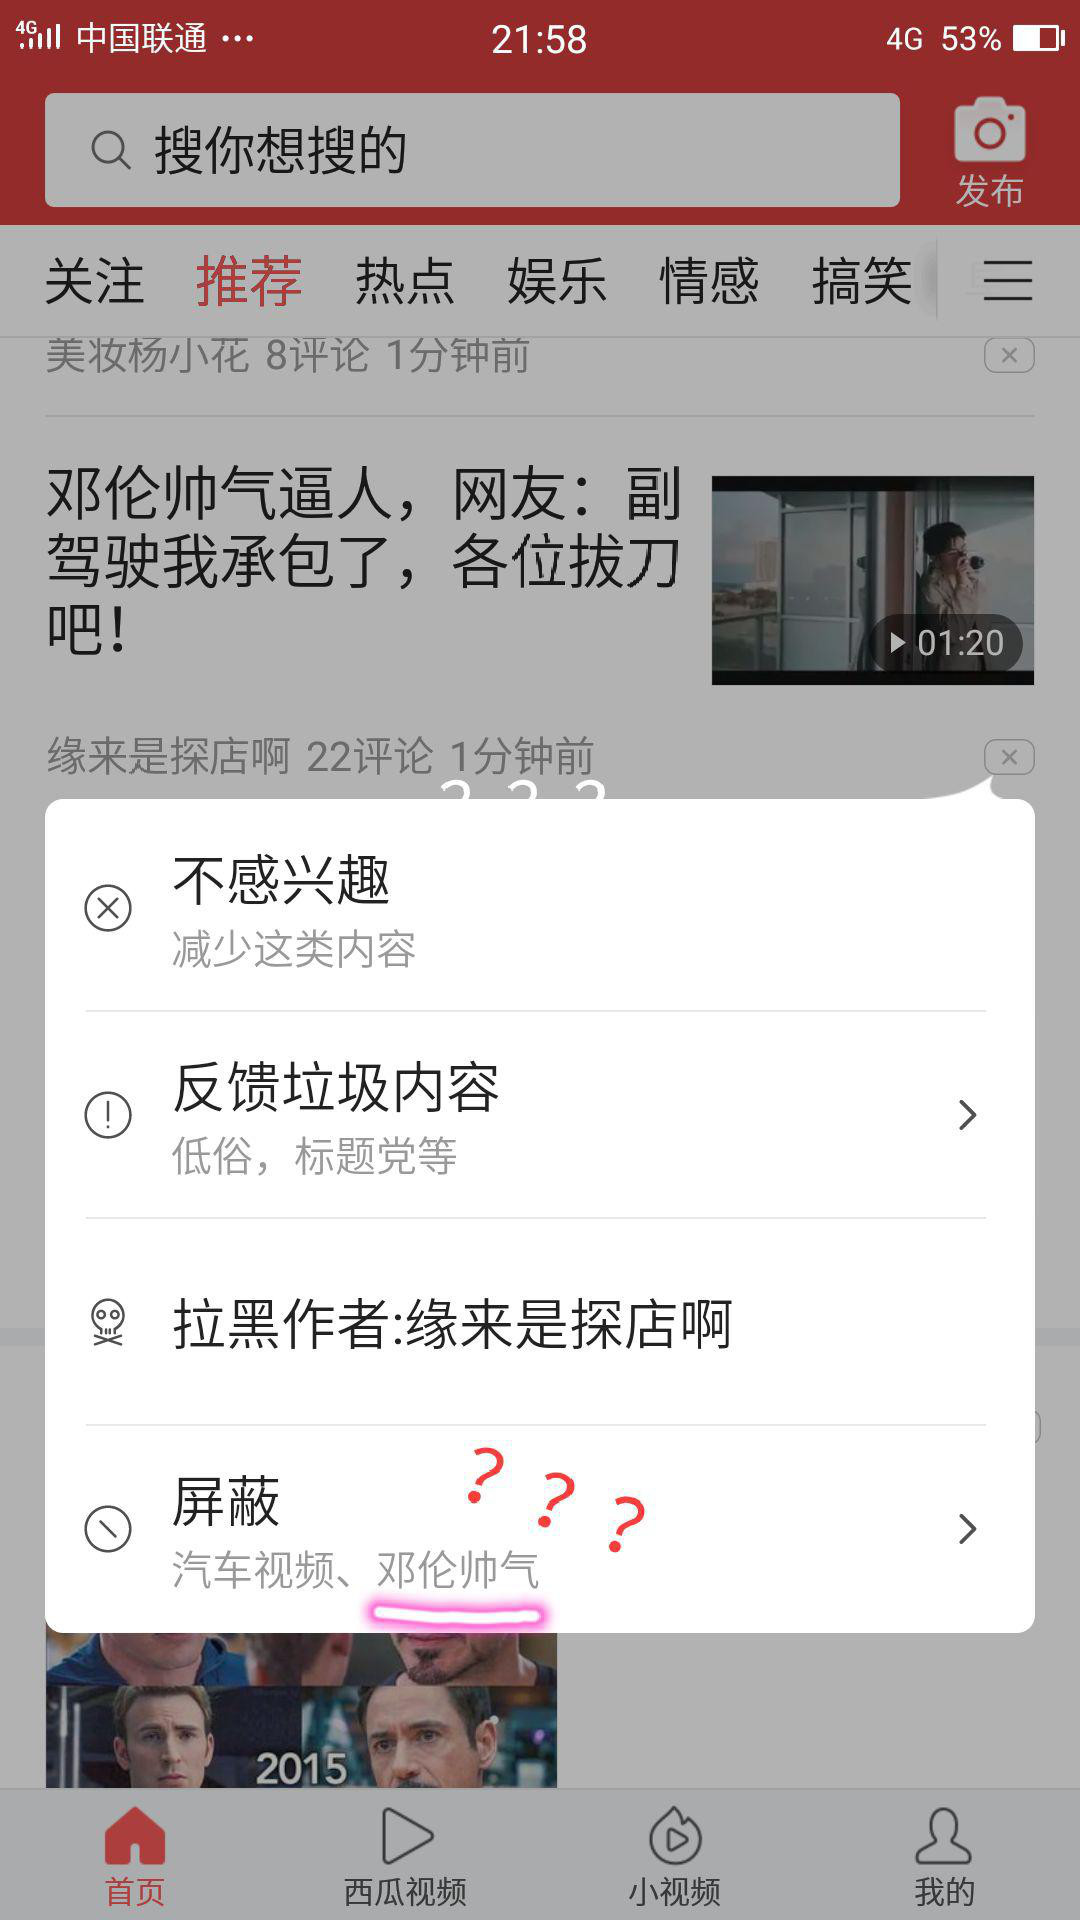 4G 中国联通 ··· 21:58 4G 53%
搜你想搜的
发布
关注 推荐 热点 娱乐 情感 搞笑
美妆杨小花 8评论 1分钟前
邓伦帅气逼人，网友：副
驾驶我承包了，各位拔刀
吧！
01:20
缘来是探店啊 22评论 1分钟前
? ? ?
不感兴趣
减少这类内容
反馈垃圾内容
低俗，标题党等
拉黑作者:缘来是探店啊
? ? ?
屏蔽
汽车视频、邓伦帅气
2015
首页 西瓜视频 小视频 我的